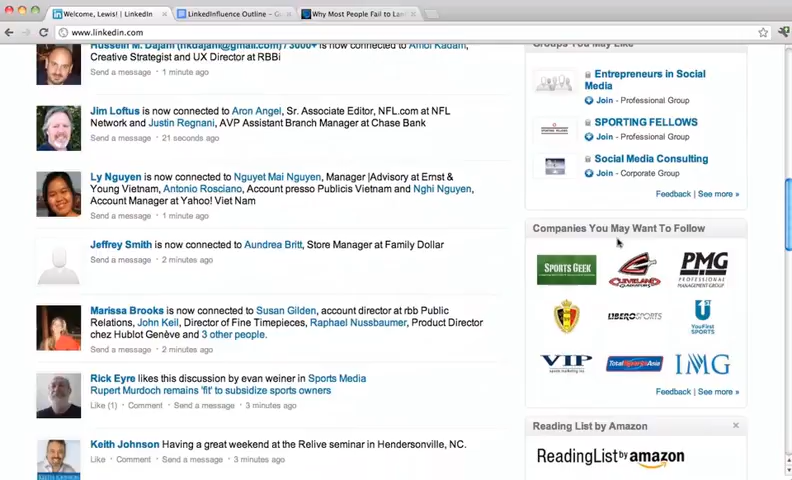 Welcome, Lewis! | LinkedIn
LinkedInfluence Outline - G
Why Most People Fail to Lau
www.linkedin.com
Hussein M. Dajani (hkdajani@gmail.com) / 3000+ is now connected to Amol Kadam,
Creative Strategist and UX Director at RBBi
Send a message • 1 minute ago
Jim Loftus is now connected to Aron Angel, Sr. Associate Editor, NFL.com at NFL
Network and Justin Regnani, AVP Assistant Branch Manager at Chase Bank
Send a message • 21 seconds ago
Ly Nguyen is now connected to Nguyet Mai Nguyen, Manager |Advisory at Ernst &
Young Vietnam, Antonio Rosciano, Account presso Publicis Vietnam and Nghi Nguyen,
Account Manager at Yahoo! Viet Nam
Send a message • 1 minute ago
Jeffrey Smith is now connected to Aundrea Britt, Store Manager at Family Dollar
Send a message • 2 minutes ago
Marissa Brooks is now connected to Susan Gilden, account director at rbb Public
Relations, John Keil, Director of Fine Timepieces, Raphael Nussbaumer, Product Director
chez Hublot Genève and 3 other people.
Send a message • 2 minute ago
Rick Eyre likes this discussion by evan weiner in Sports Media
Rupert Murdoch remains 'fit' to subsidize sports owners
Like (1) • Comment • Send a message • 3 minutes ago
Keith Johnson Having a great weekend at the Relive seminar in Hendersonville, NC.
Like • Comment • Send a message • 3 minutes ago
Groups You May Like
Entrepreneurs in Social
Media
Join - Professional Group
SPORTING FELLOWS
Join - Professional Group
Social Media Consulting
Join - Corporate Group
Feedback | See more »
Companies You May Want To Follow
SPORTS GEEK
CLEVELAND
GLADIATORS
PMG
PROFESSIONAL
MANAGEMENT GROUP
LIBEROSPORTS
YouFirst
SPORTS
VIP
TotalSportsAsia
IMG
Feedback | See more »
Reading List by Amazon
ReadingList by amazon